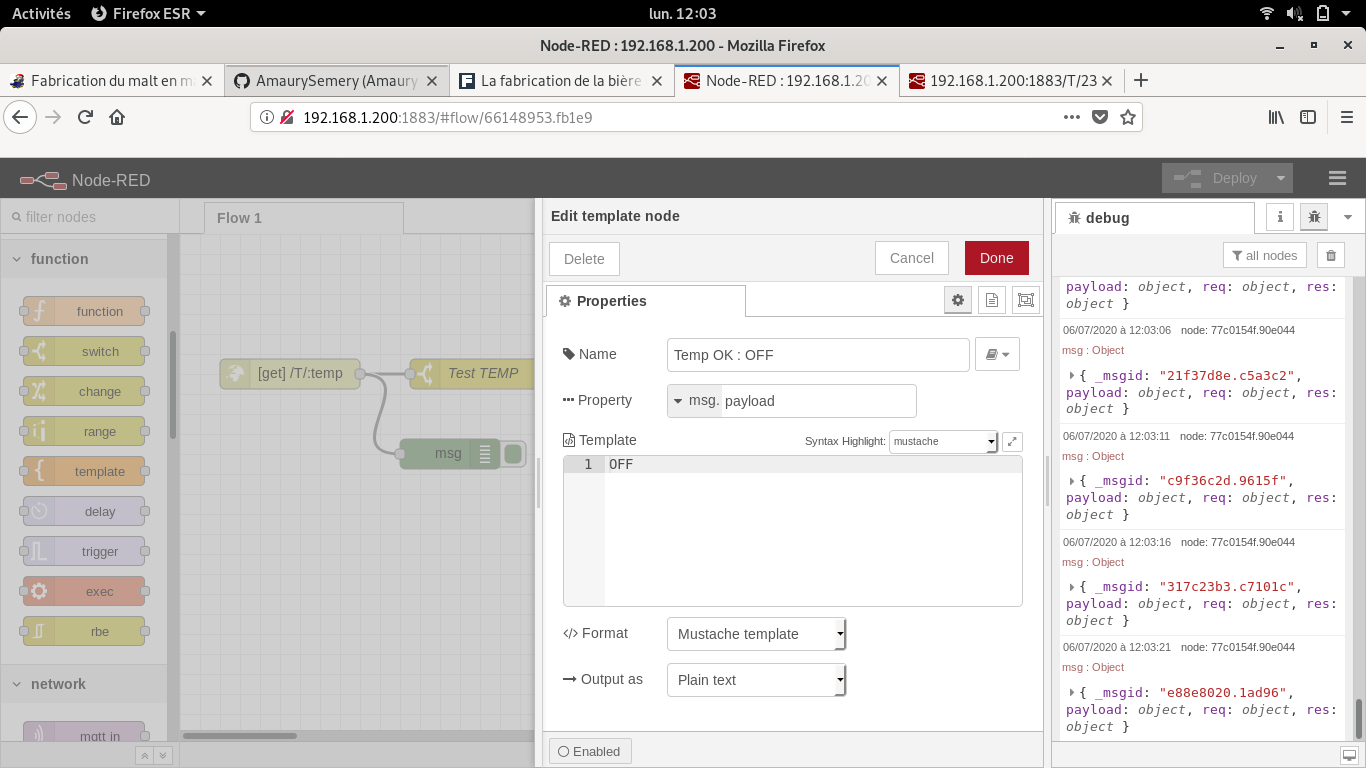 Activités
Firefox ESR
lun. 12:03
Node-RED : 192.168.1.200 - Mozilla Firefox
Fabrication du malt en ma
AmaurySemery (Amaury
La fabrication de la bière
Node-RED : 192.168.1.20
192.168.1.200:1883/T/23
192.168.1.200:1883/#flow/66148953.fb1e9
Node-RED
Deploy
filter nodes
Flow 1
function
function
switch
change
range
template
delay
trigger
exec
rbe
network
mqtt in
[get] /T/:temp
Test TEMP
msg
Edit template node
Delete
Cancel
Done
Properties
Name
Temp OK : OFF
Property
msg. payload
Template
Syntax Highlight: mustache
1 OFF
Format
Mustache template
Output as
Plain text
Enabled
debug
all nodes
payload: object, req: object, res:
object }
06/07/2020 à 12:03:06 node: 77c0154f.90e044
msg : Object
{ _msgid: "21f37d8e.c5a3c2",
payload: object, req: object, res:
object }
06/07/2020 à 12:03:11 node: 77c0154f.90e044
msg : Object
{ _msgid: "c9f36c2d.9615f",
payload: object, req: object, res:
object }
06/07/2020 à 12:03:16 node: 77c0154f.90e044
msg : Object
{ _msgid: "317c23b3.c7101c",
payload: object, req: object, res:
object }
06/07/2020 à 12:03:21 node: 77c0154f.90e044
msg : Object
{ _msgid: "e88e8020.1ad96",
payload: object, req: object, res:
object }